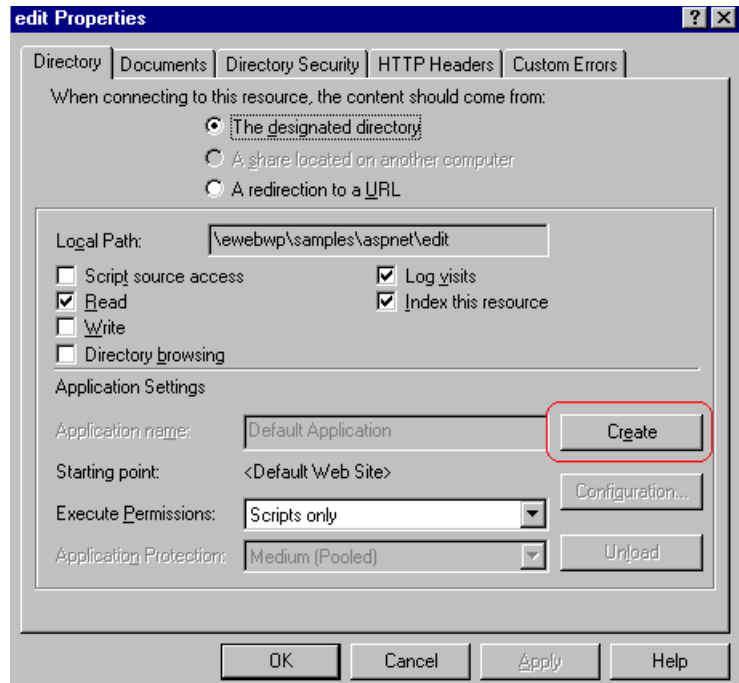 edit Properties
Directory Documents Directory Security HTTP Headers Custom Errors
When connecting to this resource, the content should come from:
The designated directory
A share located on another computer
A redirection to a URL
Local Path: \ewebwp\samples\aspnet\edit
Script source access Log visits
Read Index this resource
Write
Directory browsing
Application Settings
Application name: Default Application Create
Starting point: <Default Web Site>
Configuration...
Execute Permissions: Scripts only
Application Protection: Medium (Pooled) Unload
OK Cancel Apply Help